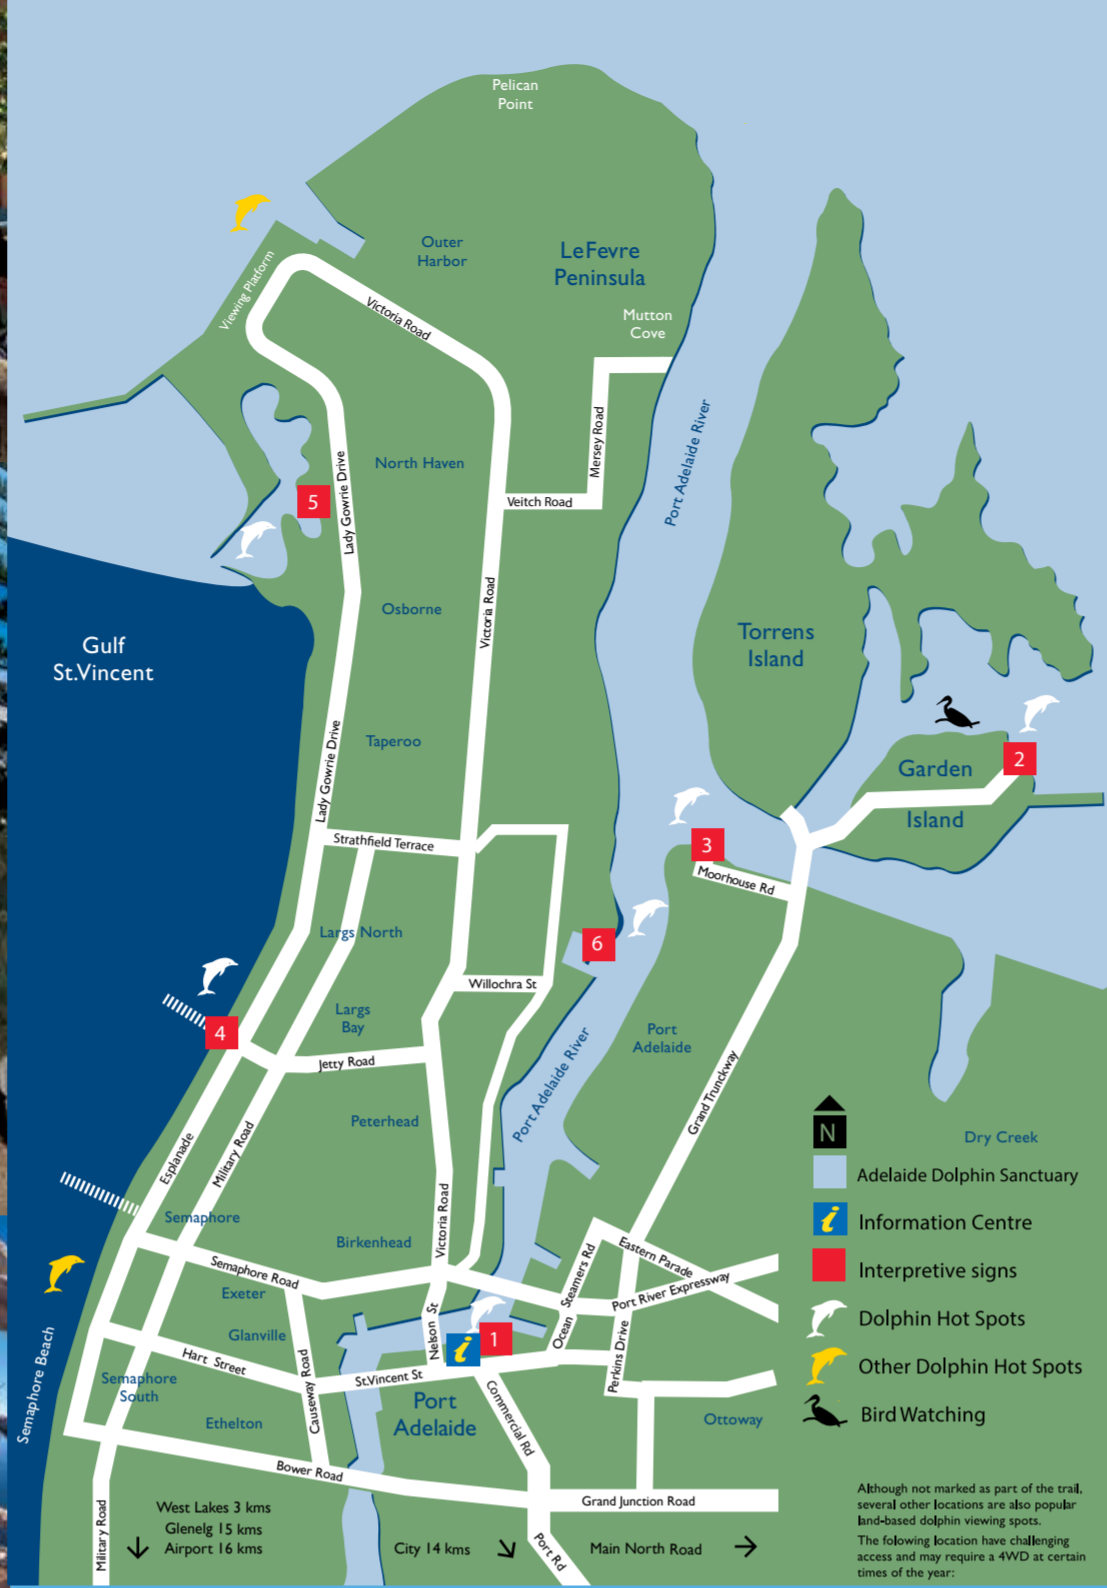 Pelican
Point
Outer
Harbor
LeFevre
Peninsula
Viewing Platform
Victoria Road
Mutton
Cove
Mersey Road
Port Adelaide River
North Haven
Lady Gowrie Drive
Veitch Road
5
Osborne
Victoria Road
Gulf
St.Vincent
Torrens
Island
Taperoo
Lady Gowrie Drive
2
Garden
Island
Strathfield Terrace
3
Moorhouse Rd
Largs North
6
Willochra St
4
Largs
Bay
Port
Adelaide
Jetty Road
Port Adelaide River
Grand Trunckway
Peterhead
Esplanade
Military Road
N
Dry Creek
Adelaide Dolphin Sanctuary
Semaphore
Victoria Road
Birkenhead
Information Centre
Semaphore Road
Exeter
Eastern Parade
Steamers Rd
Ocean
Port River Expressway
Interpretive signs
Glanville
Nelson St
i
1
Dolphin Hot Spots
Hart Street
Causeway Road
St.Vincent St
Perkins Drive
Semaphore Beach
Semaphore
South
Port
Adelaide
Commercial Rd
Other Dolphin Hot Spots
Ethelton
Ottoway
Bird Watching
Bower Road
Grand Junction Road
Military Road
West Lakes 3 kms
Glenelg 15 kms
Airport 16 kms
City 14 kms
Port Rd
Main North Road
Although not marked as part of the trail,
several other locations are also popular
land-based dolphin viewing spots.
The folowing location have challenging
access and may require a 4WD at certain
times of the year: